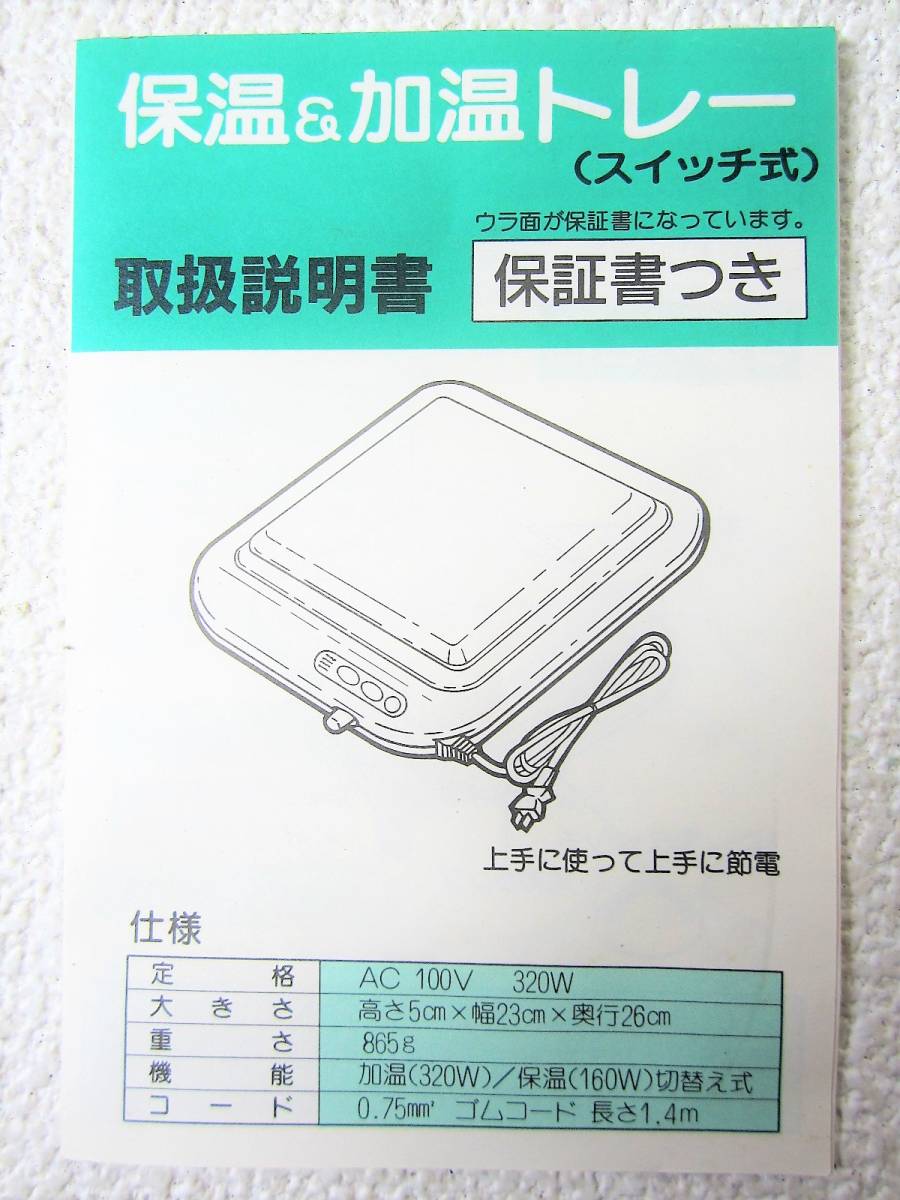 保温&加温トレー
(スイッチ式)
ウラ面が保証書になっています。
取扱説明書 保証書つき
上手に使って上手に節電
仕様
定格 AC 100V 320W
大きさ 高さ5cm×幅23cm×奥行26cm
重さ 865g
機能 加温(320W)/保温(160W)切替え式
コード 0.75mm² ゴムコード 長さ1.4m